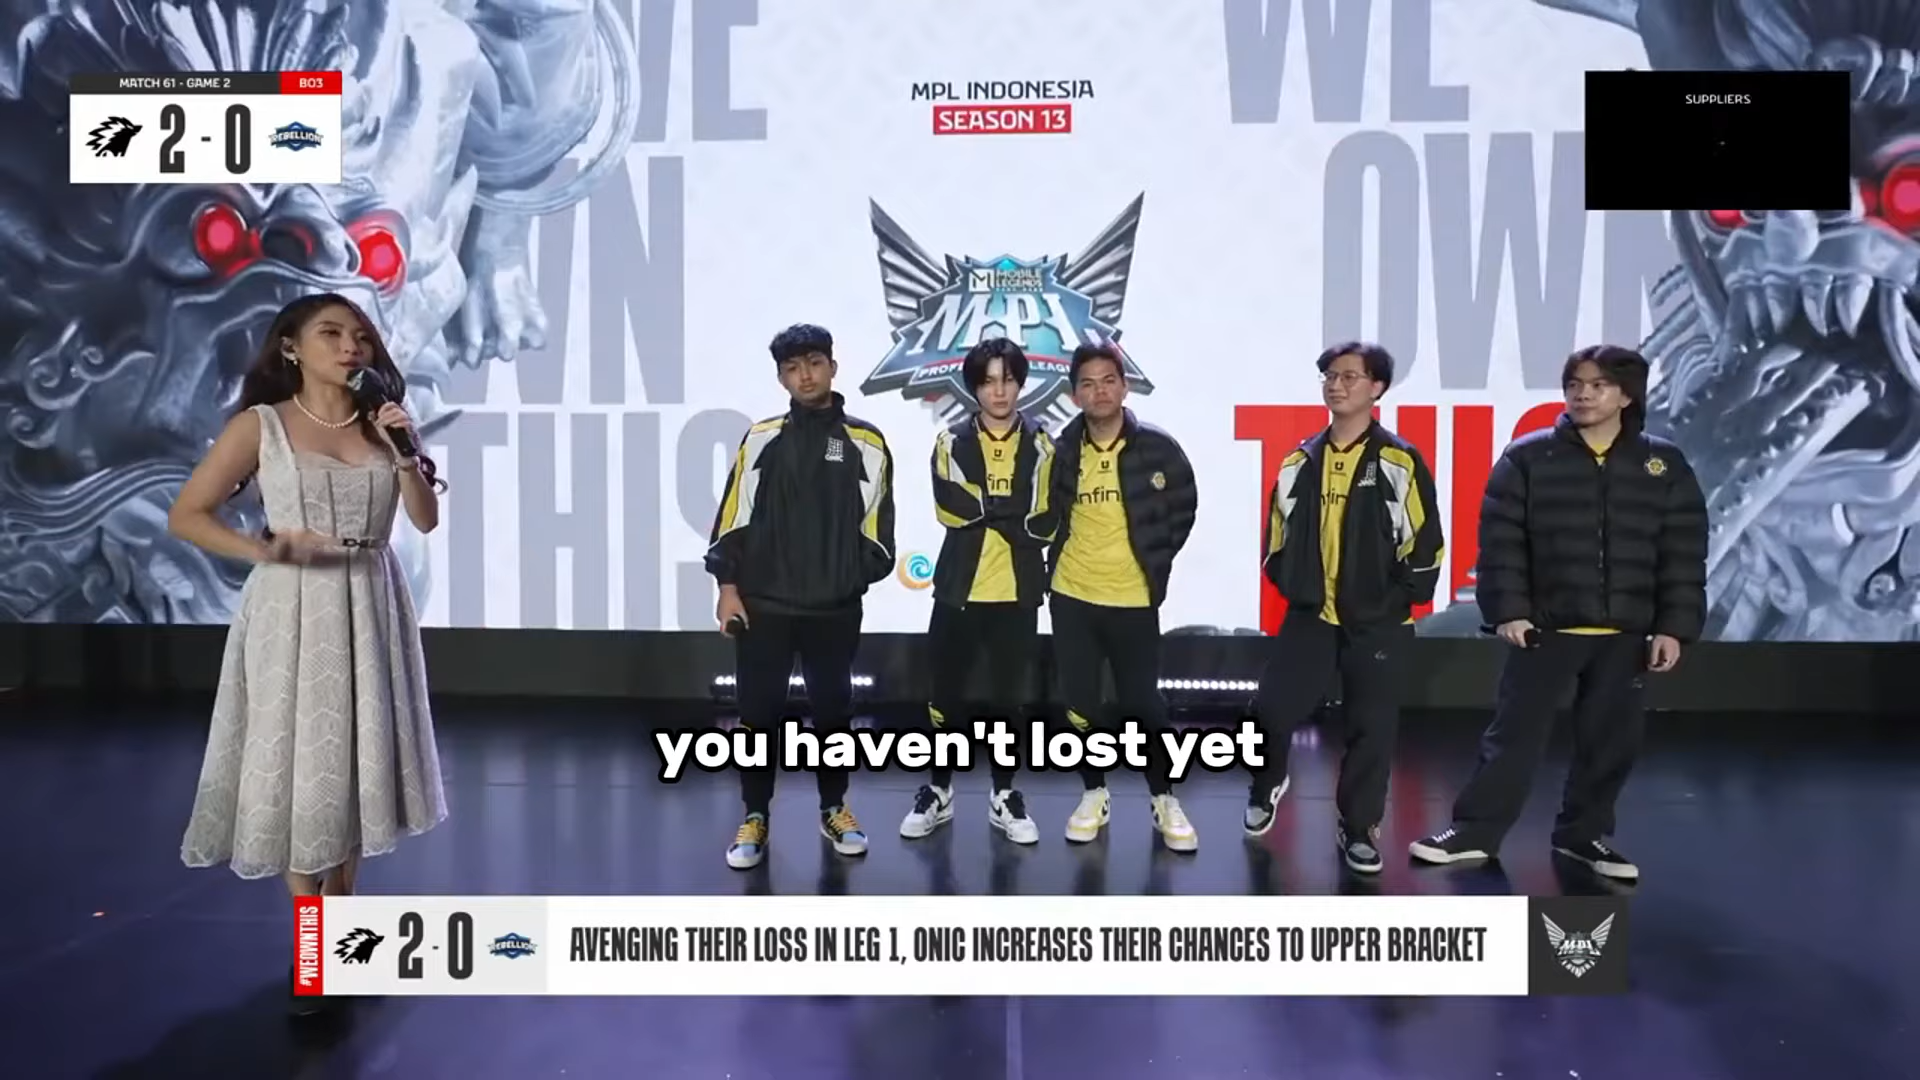 MATCH 61 - GAME 2
BO3
2 - 0
REBELLION
MPL INDONESIA
SEASON 13
SUPPLIERS
WE
OWN
THIS
WE
OWN
THIS
MOBILE
LEGENDS
MPL
ONIC
infin
you haven't lost yet
#WEOWNTHIS
2 - 0
REBELLION
AVENGING THEIR LOSS IN LEG 1, ONIC INCREASES THEIR CHANCES TO UPPER BRACKET
MPL